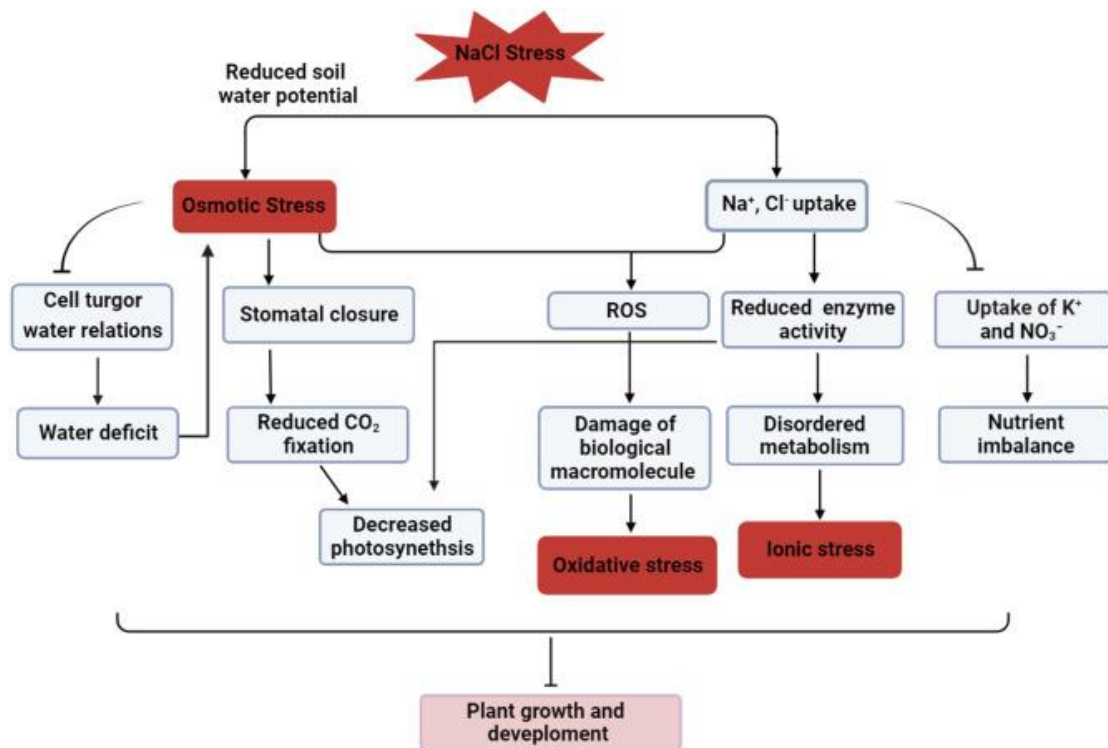 NaCl Stress
Reduced soil
water potential
Osmotic Stress
Na⁺, Cl⁻ uptake
Cell turgor
water relations
Stomatal closure
ROS
Reduced enzyme
activity
Uptake of K⁺
and NO₃⁻
Water deficit
Reduced CO₂
fixation
Damage of
biological
macromolecule
Disordered
metabolism
Nutrient
imbalance
Decreased
photosynethsis
Oxidative stress
Ionic stress
Plant growth and
deveploment